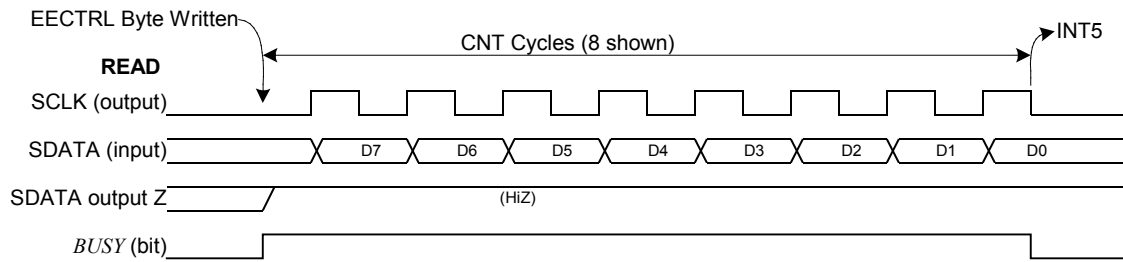 EECTRL Byte Written
INT5
CNT Cycles (8 shown)
READ
SCLK (output)
SDATA (input) D7 D6 D5 D4 D3 D2 D1 D0
SDATA output Z (HiZ)
BUSY (bit)